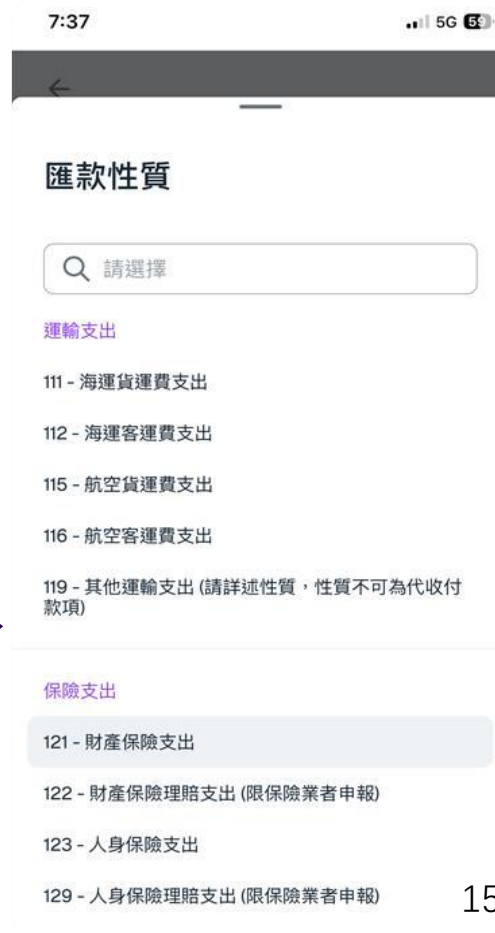 7:37
5G 59
匯款性質
請選擇
運輸支出
111 - 海運貨運費支出
112 - 海運客運費支出
115 - 航空貨運費支出
116 - 航空客運費支出
119 - 其他運輸支出 (請詳述性質，性質不可為代收付
款項)
保險支出
121 - 財產保險支出
122 - 財產保險理賠支出 (限保險業者申報)
123 - 人身保險支出
129 - 人身保險理賠支出 (限保險業者申報)
15